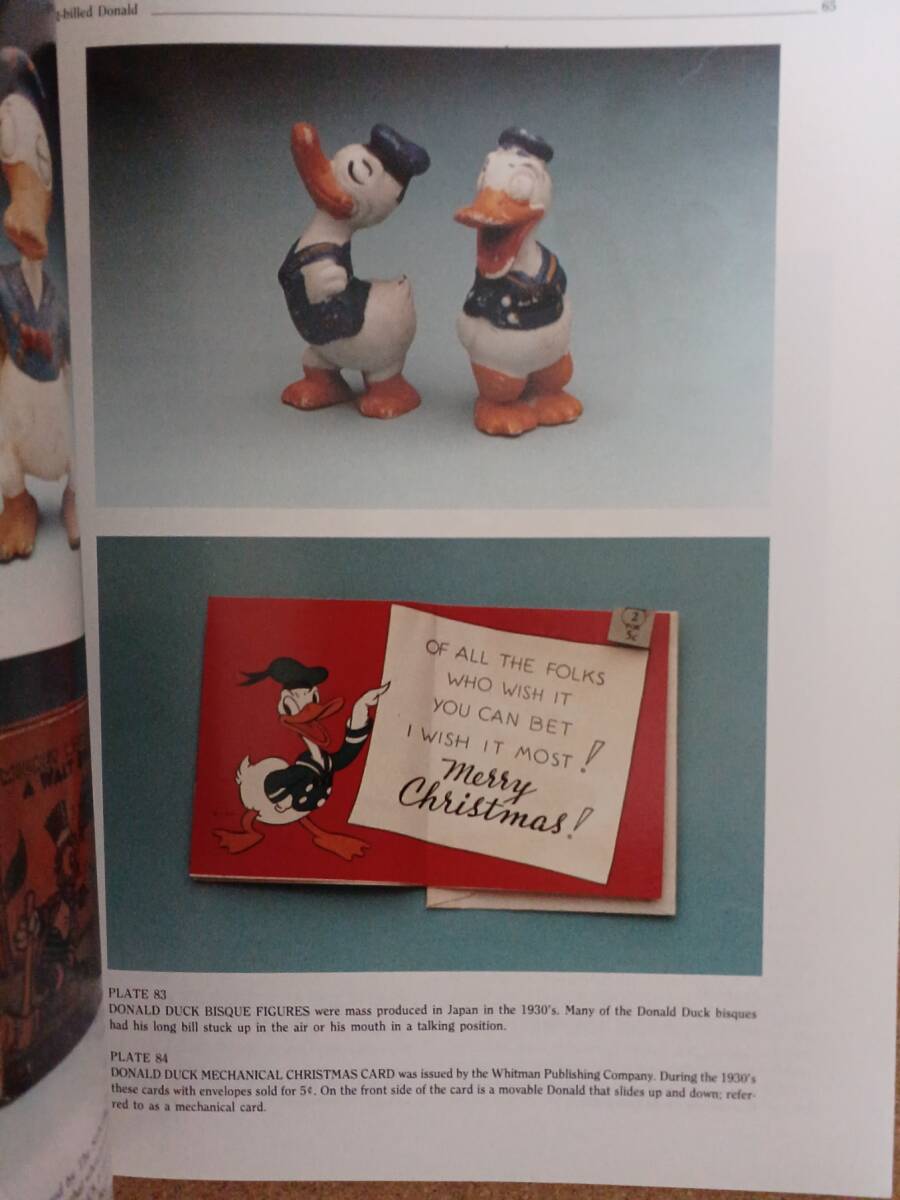 -billed Donald
65
2
FOR
5¢
OF ALL THE FOLKS
WHO WISH IT
YOU CAN BET
I WISH IT MOST!
Merry
Christmas!
A WALT
PLATE 83
DONALD DUCK BISQUE FIGURES were mass produced in Japan in the 1930's. Many of the Donald Duck bisques
had his long bill stuck up in the air or his mouth in a talking position.
PLATE 84
DONALD DUCK MECHANICAL CHRISTMAS CARD was issued by the Whitman Publishing Company. During the 1930's
these cards with envelopes sold for 5¢. On the front side of the card is a movable Donald that slides up and down; refer-
red to as a mechanical card.